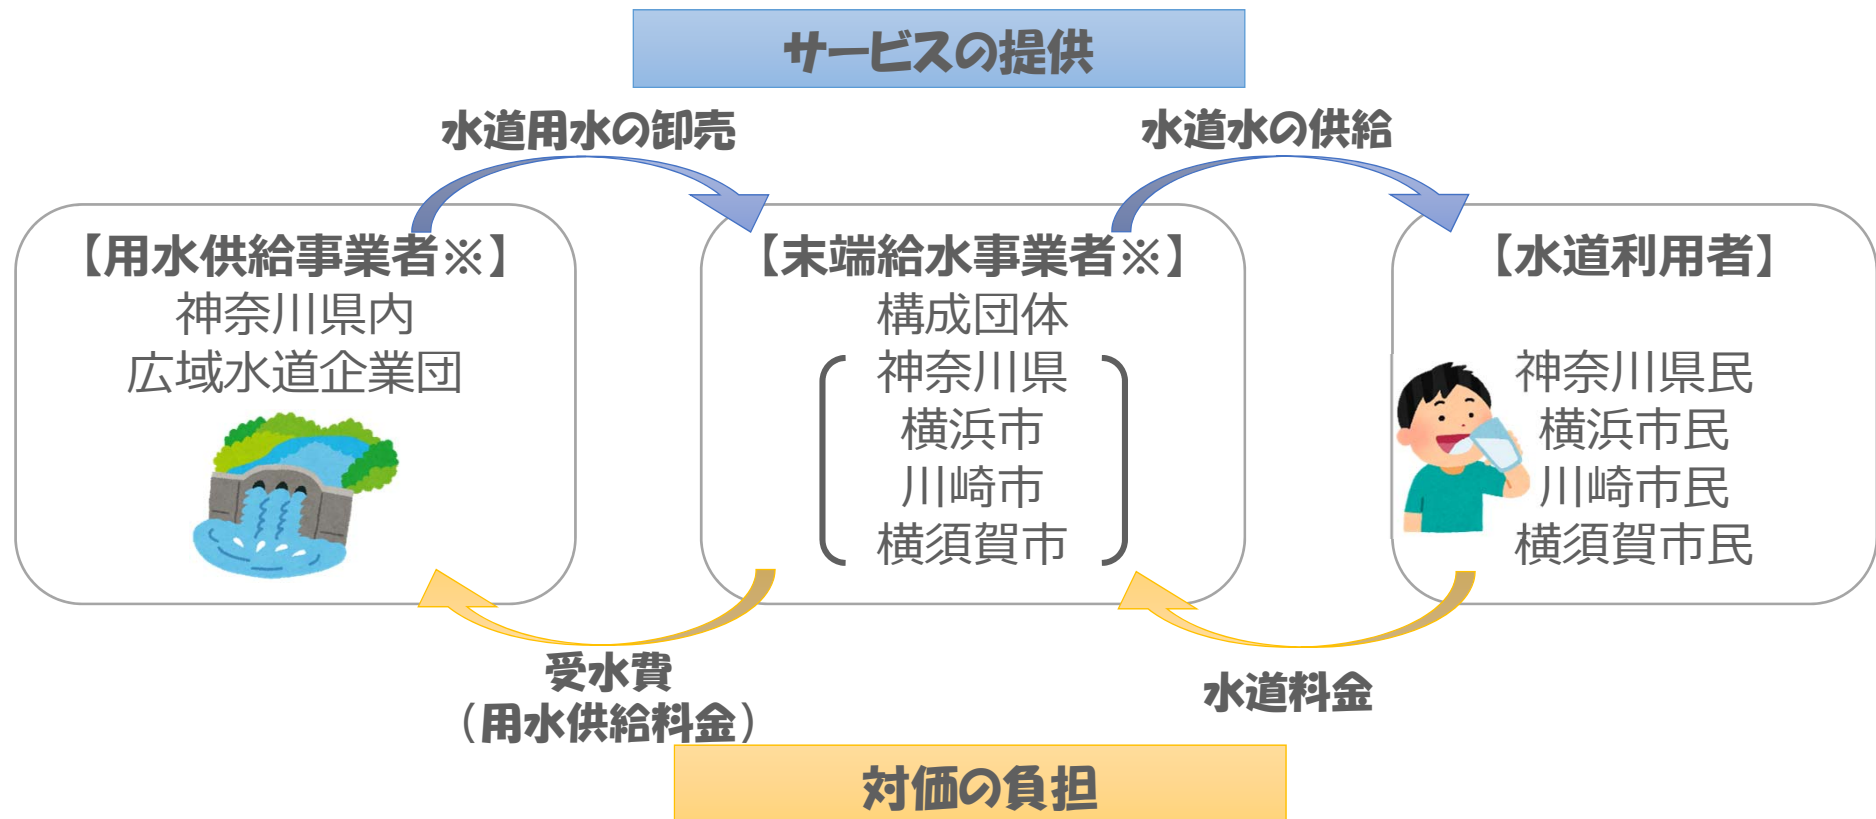 サービスの提供
水道用水の卸売
水道水の供給
【用水供給事業者※】
神奈川県内
広域水道企業団
【末端給水事業者※】
構成団体
神奈川県
横浜市
川崎市
横須賀市
【水道利用者】
神奈川県民
横浜市民
川崎市民
横須賀市民
受水費
（用水供給料金）
水道料金
対価の負担